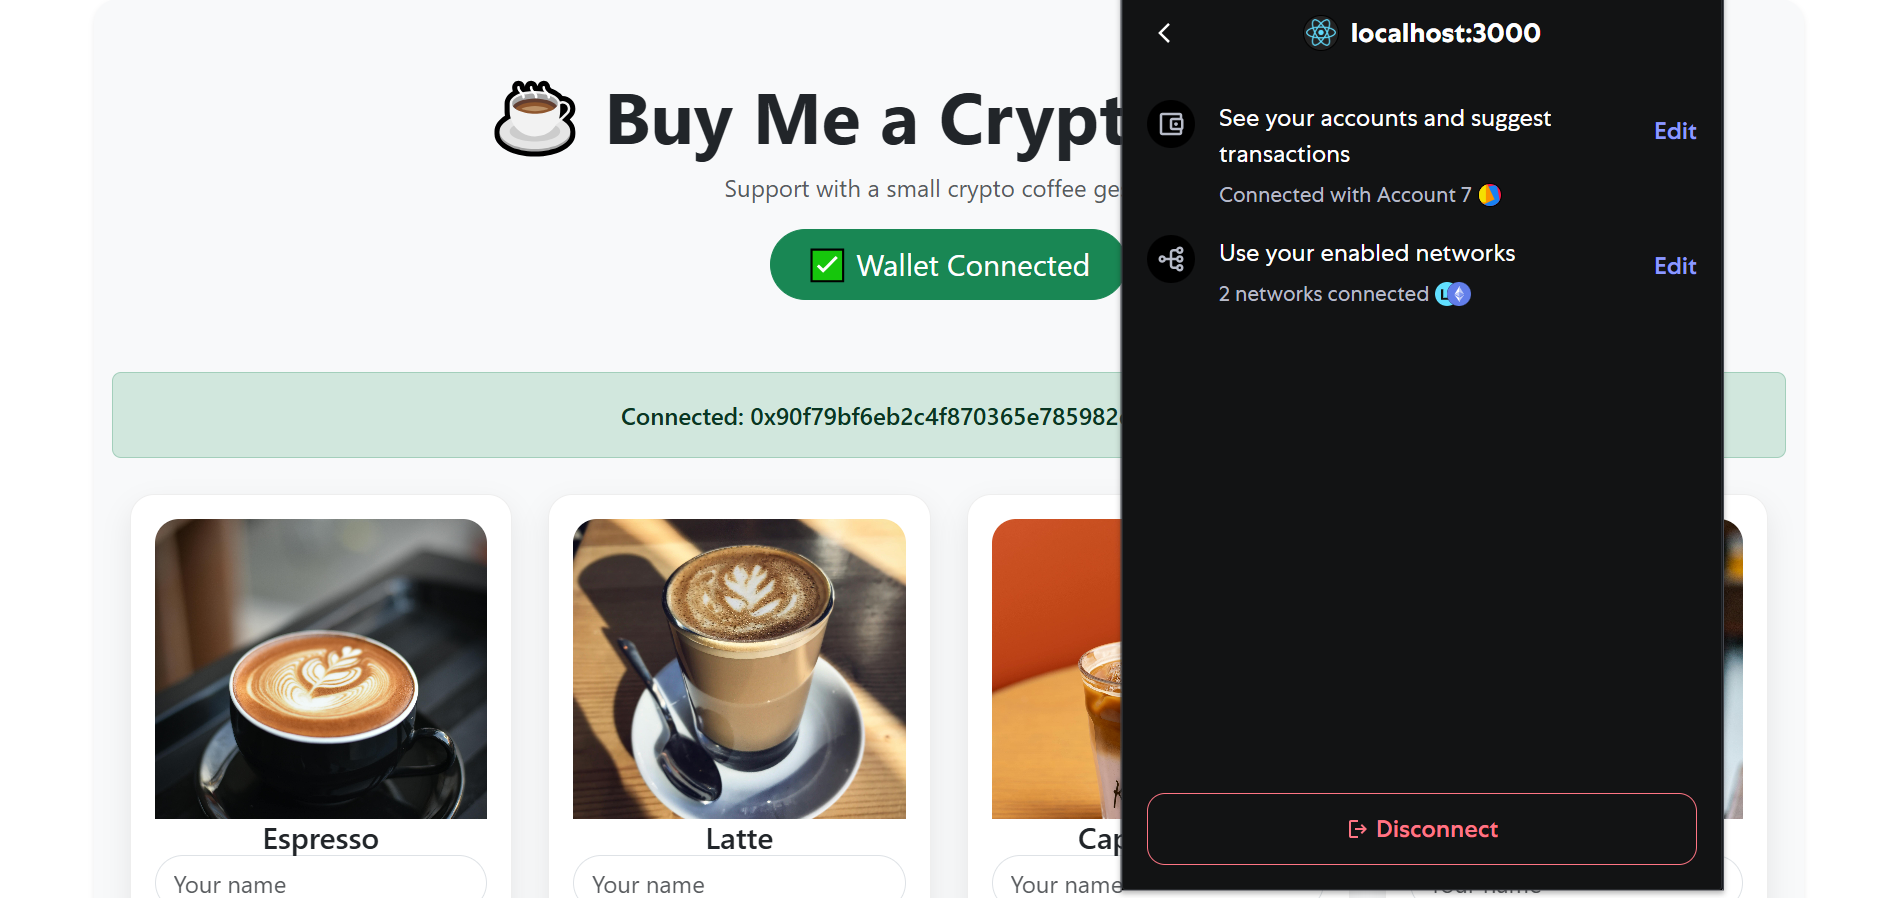 Buy Me a Crypt
Support with a small crypto coffee ge
Wallet Connected
Connected: 0x90f79bf6eb2c4f870365e785982
Espresso
Your name
Latte
Your name
Cap
Your name
localhost:3000
See your accounts and suggest
transactions
Edit
Connected with Account 7
Use your enabled networks
Edit
2 networks connected
Disconnect